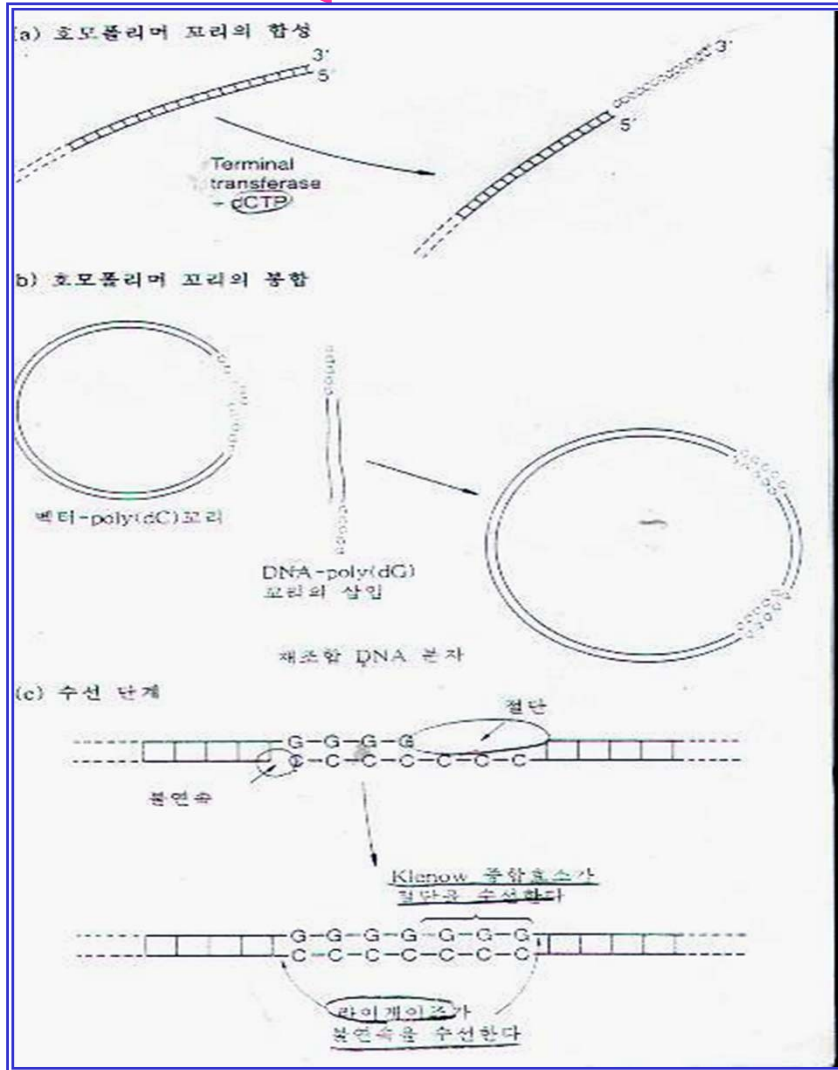 (a) 호모폴리머 꼬리의 합성
3′
5′
Terminal
transferase
+ dCTP
3′
5′
b) 호모폴리머 꼬리의 봉합
벡터-poly(dC)꼬리
DNA-poly(dG)
꼬리의 삽입
재조합 DNA 분자
(c) 수선 단계
절단
G-G-G-G
C-C-C-C-C-C-C
불연속
Klenow 중합효소가
절단을 수선한다
G-G-G-G-G-G-G
C-C-C-C-C-C-C
라이게이즈가
불연속을 수선한다